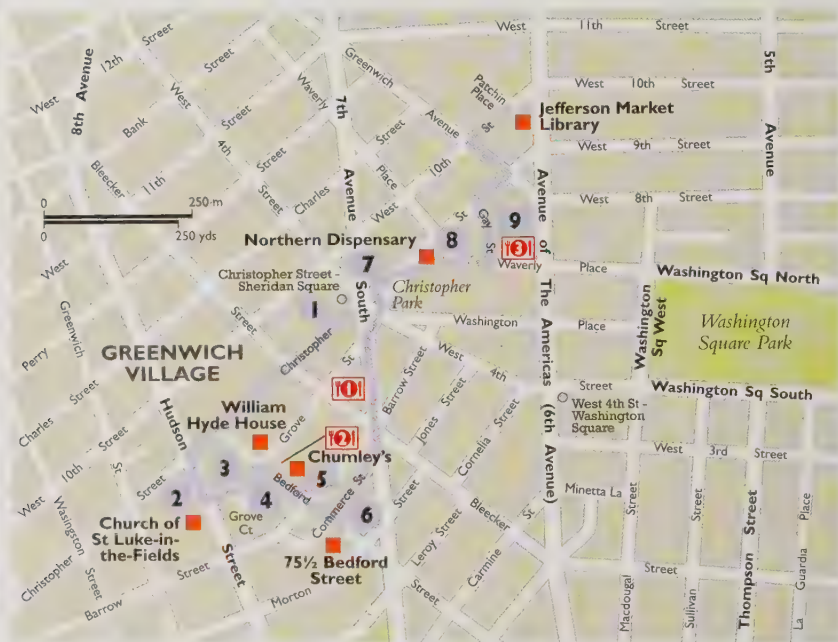 West 11th Street
5th Avenue
8th Avenue
12th Street
West
West 4th Street
Bank Street
Waverly Place
7th Avenue South
Greenwich Avenue
Patchin Place
West 10th Street
Jefferson Market
Library
West 9th Street
Bleecker
11th Street
Charles Street
West 10th St
Avenue of The Americas (6th Avenue)
West 8th Street
0 250 m
0 250 yds
Northern Dispensary
8
Gay St
9
3
Waverly Place
Washington Sq North
7
Christopher Street -
Sheridan Square
1
Christopher
Park
West
Perry Street
Greenwich
Street
Christopher St
Washington Place
Washington
Sq West
Washington
Square Park
GREENWICH
VILLAGE
West 4th Street
Washington Sq South
1
Barrow Street
Jones Street
Cornelia Street
West 4th St -
Washington
Square
Hudson Street
William
Hyde House
Grove
2
Chumley's
West 3rd Street
Charles Street
West 10th Street
3
2
4
5
6
Bedford
Commerce St
Grove
Ct
Church of
St Luke-in-
the-Fields
75½ Bedford
Street
Bleecker St
Minetta La
Leroy Street
Carmine
Street
Wasington Street
Christopher Street
Barrow Street
Morton Street
Street
Macdougal Street
Sullivan Street
Thompson Street
La Guardia Place